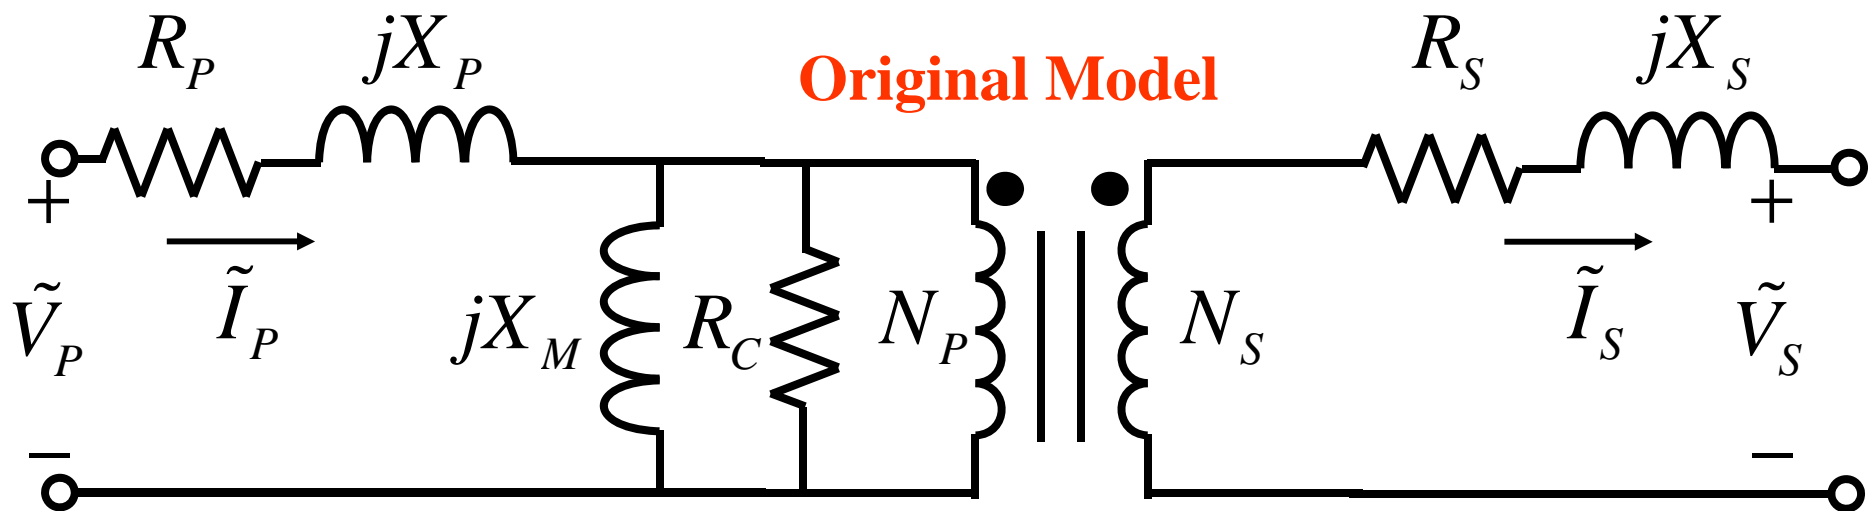 R_P
jX_P
Original Model
R_S
jX_S
+
+
Ṽ_P
Ĩ_P
jX_M
R_C
N_P
N_S
Ĩ_S
Ṽ_S
−
−